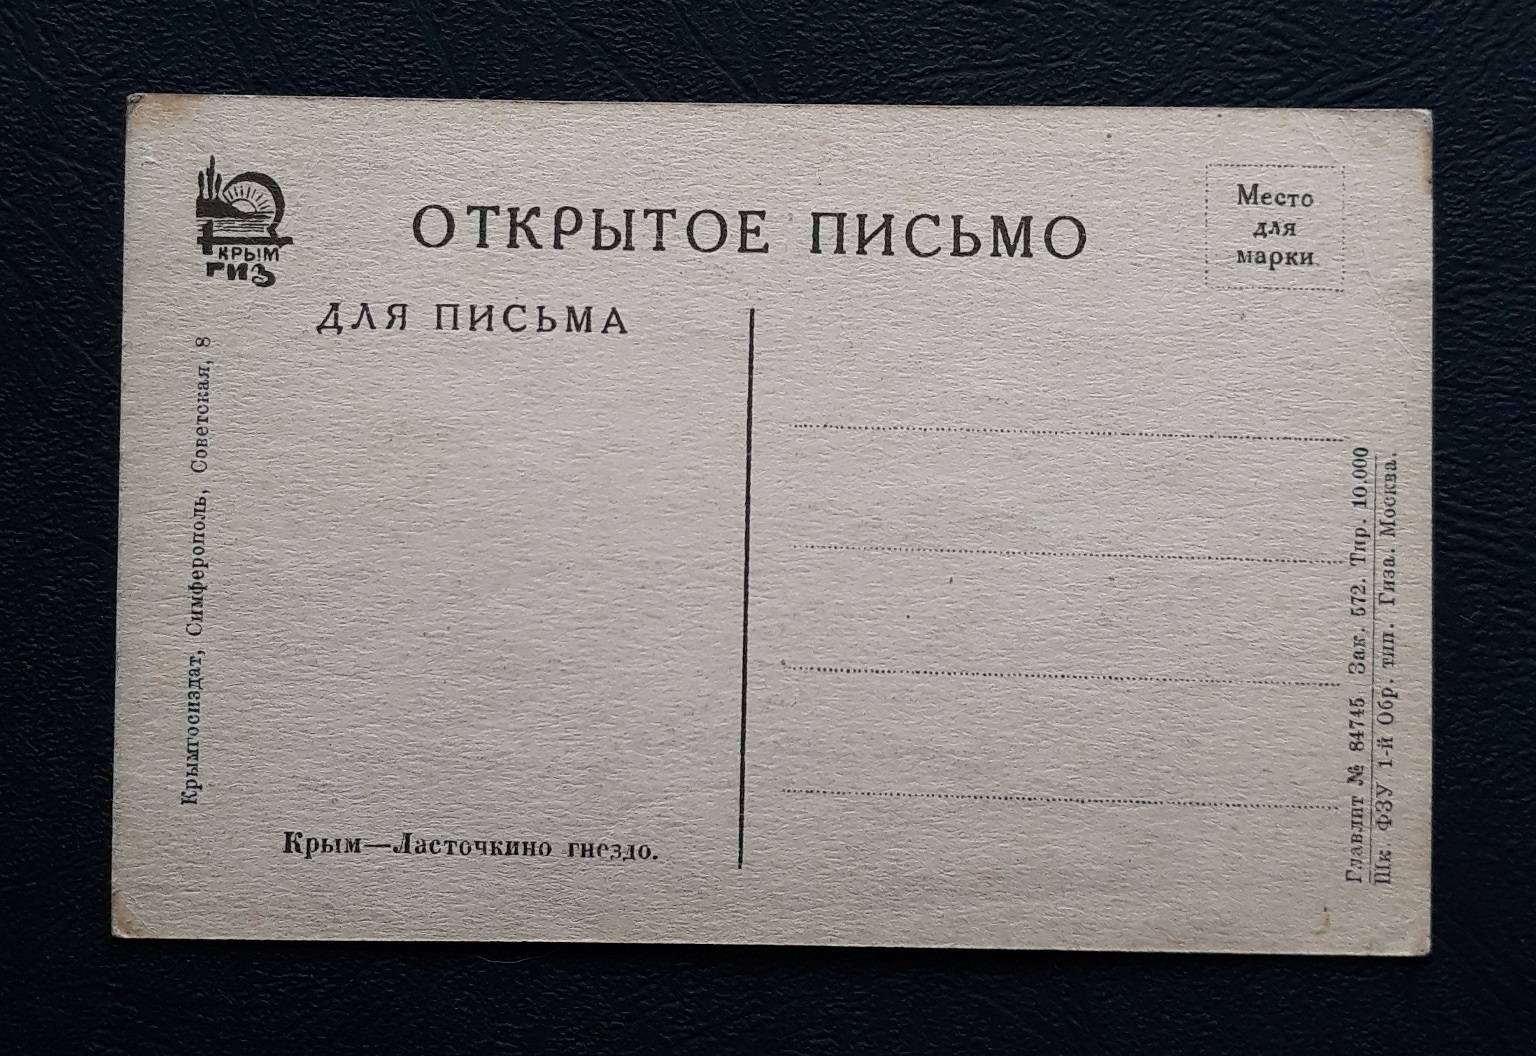 КРЫМ
ГИЗ
ОТКРЫТОЕ ПИСЬМО
Место
для
марки
ДЛЯ ПИСЬМА
Крымгосиздат, Симферополь, Советская, 8
Крым—Ласточкино гнездо.
Главлит № 84745 Зак. 572. Тир. 10.000
Шк. ФЗУ 1-й Обр. тип. Гиза. Москва.